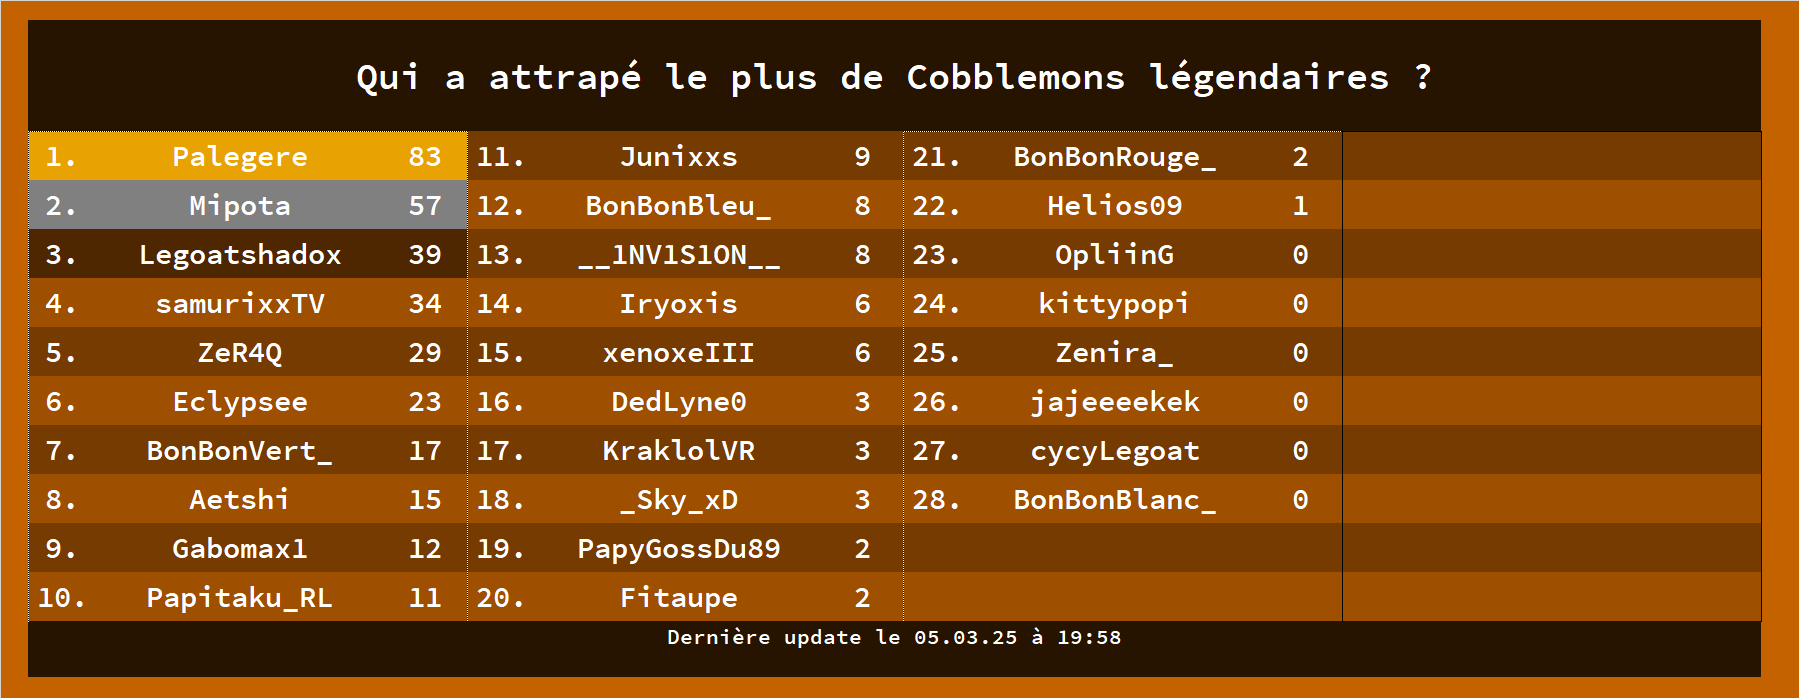 Qui a attrapé le plus de Cobblemons légendaires ?
1. Palegere 83
2. Mipota 57
3. Legoatshadox 39
4. samurixxTV 34
5. ZeR4Q 29
6. Eclypsee 23
7. BonBonVert_ 17
8. Aetshi 15
9. Gabomax1 12
10. Papitaku_RL 11
11. Junixxs 9
12. BonBonBleu_ 8
13. __1NV1S1ON__ 8
14. Iryoxis 6
15. xenoxeIII 6
16. DedLyne0 3
17. KraklolVR 3
18. _Sky_xD 3
19. PapyGossDu89 2
20. Fitaupe 2
21. BonBonRouge_ 2
22. Helios09 1
23. OpliinG 0
24. kittypopi 0
25. Zenira_ 0
26. jajeeeekek 0
27. cycyLegoat 0
28. BonBonBlanc_ 0
Dernière update le 05.03.25 à 19:58